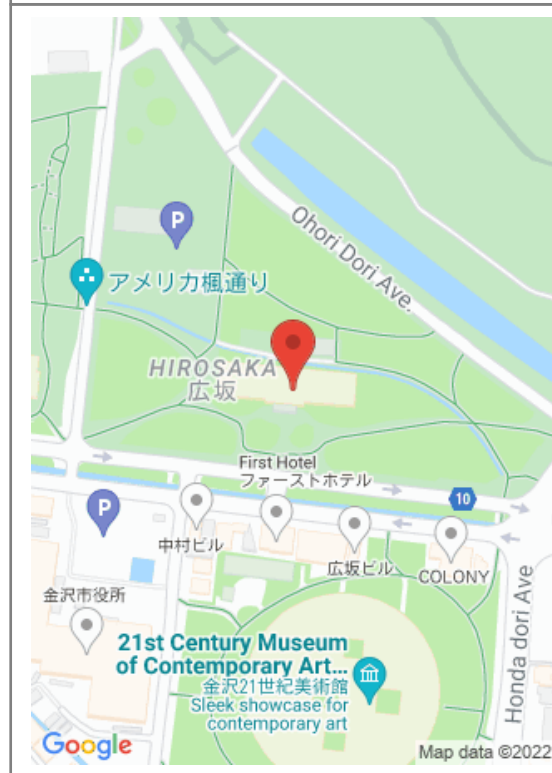 Ohori Dori Ave.
P
アメリカ楓通り
HIROSAKA
広坂
First Hotel
ファーストホテル
10
P
中村ビル
広坂ビル
COLONY
金沢市役所
21st Century Museum
of Contemporary Art...
金沢21世紀美術館
Sleek showcase for
contemporary art
Honda dori Ave
Google
Map data ©2022